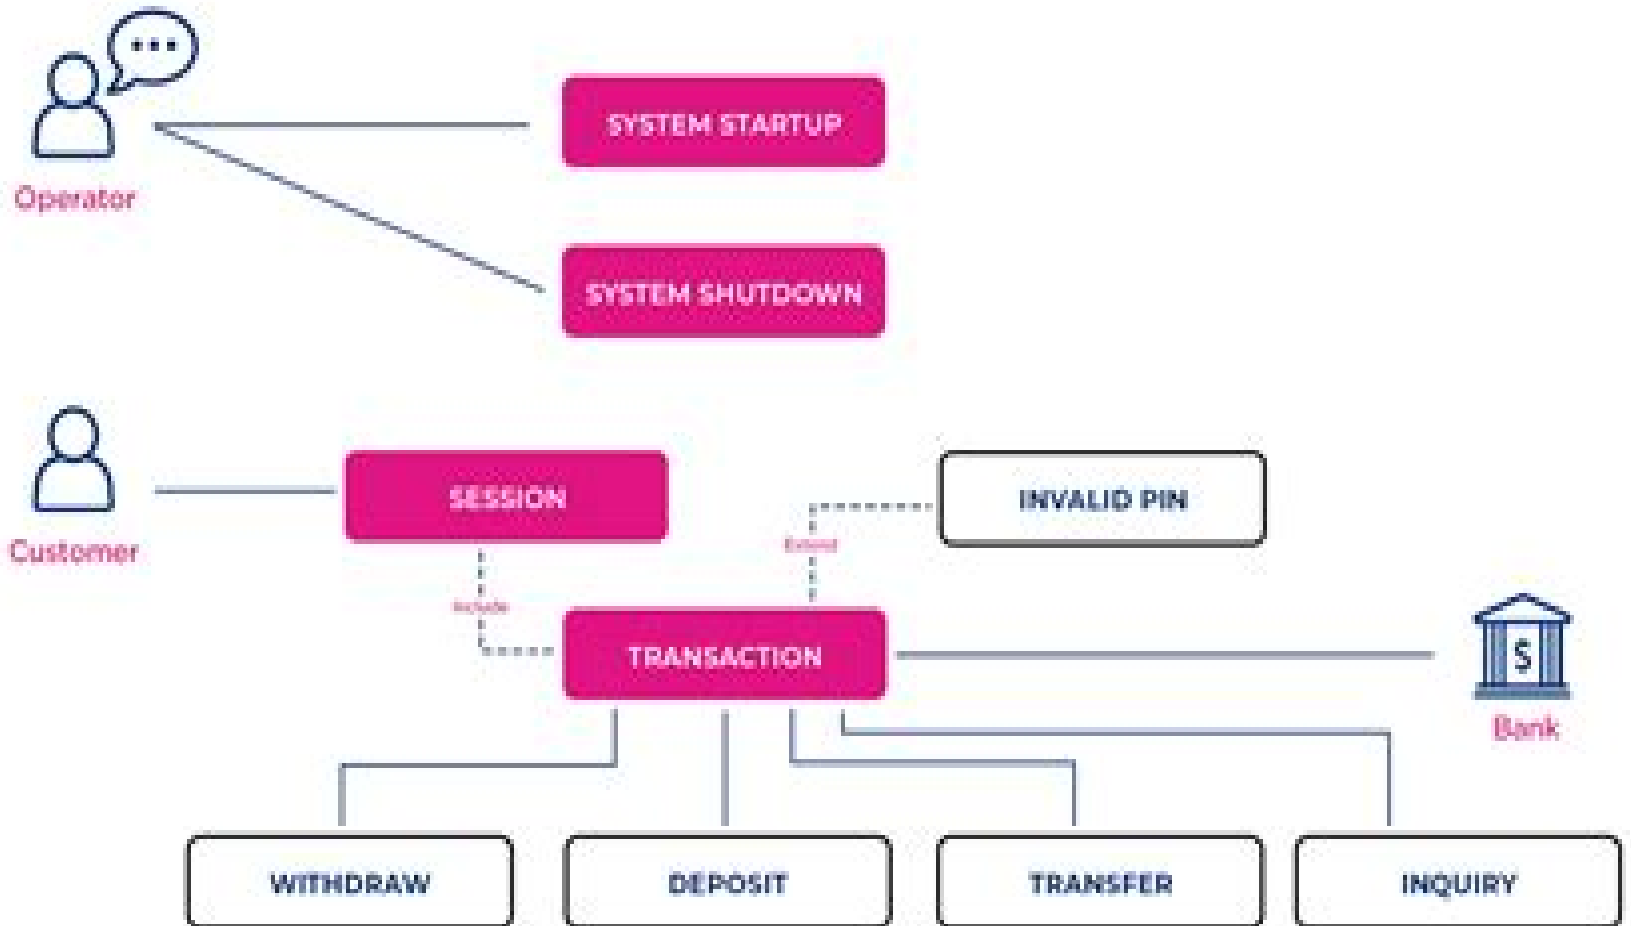 SYSTEM STARTUP
Operator
SYSTEM SHUTDOWN
SESSION
INVALID PIN
Customer
Extend
Include
TRANSACTION
$
Bank
WITHDRAW
DEPOSIT
TRANSFER
INQUIRY